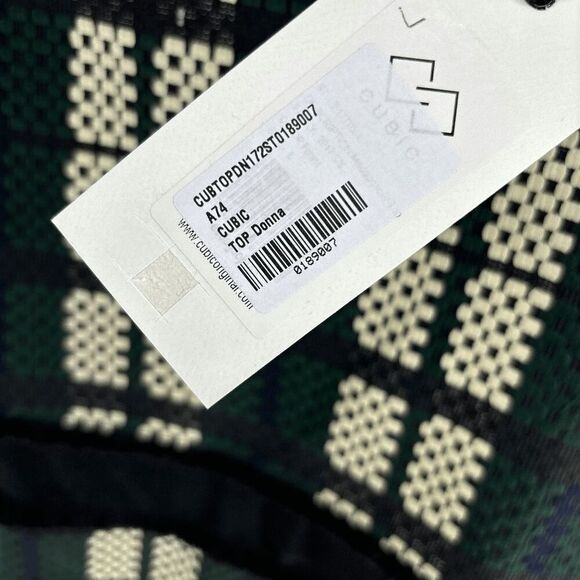 CUBIC
CUBTOPDN172ST0189007
A74
CUBIC
TOP Donna
0189007
www.cubicoriginal.com